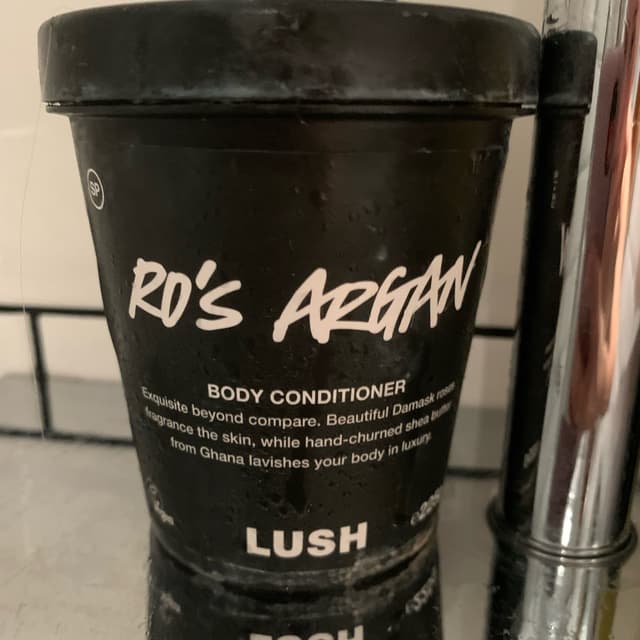 SP
RO'S ARGAN
BODY CONDITIONER
Exquisite beyond compare. Beautiful Damask roses
fragrance the skin, while hand-churned shea butter
from Ghana lavishes your body in luxury.
LUSH